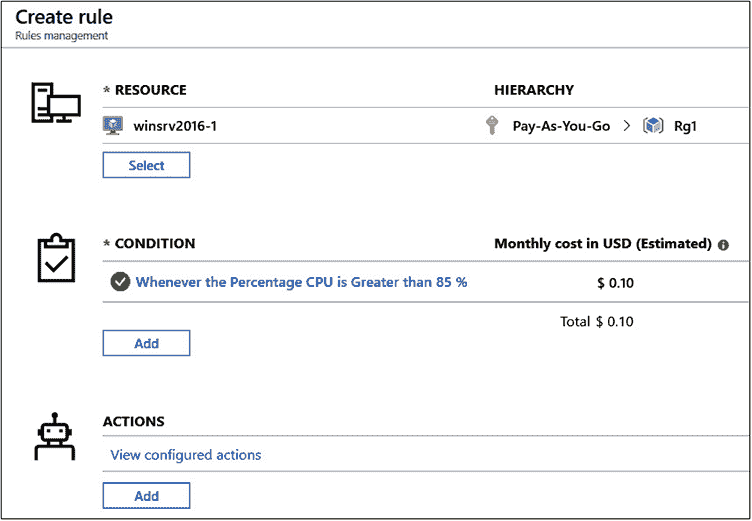 Create rule
Rules management
* RESOURCE HIERARCHY
winsrv2016-1 Pay-As-You-Go > Rg1
Select
* CONDITION Monthly cost in USD (Estimated)
Whenever the Percentage CPU is Greater than 85 % $ 0.10
Total $ 0.10
Add
ACTIONS
View configured actions
Add